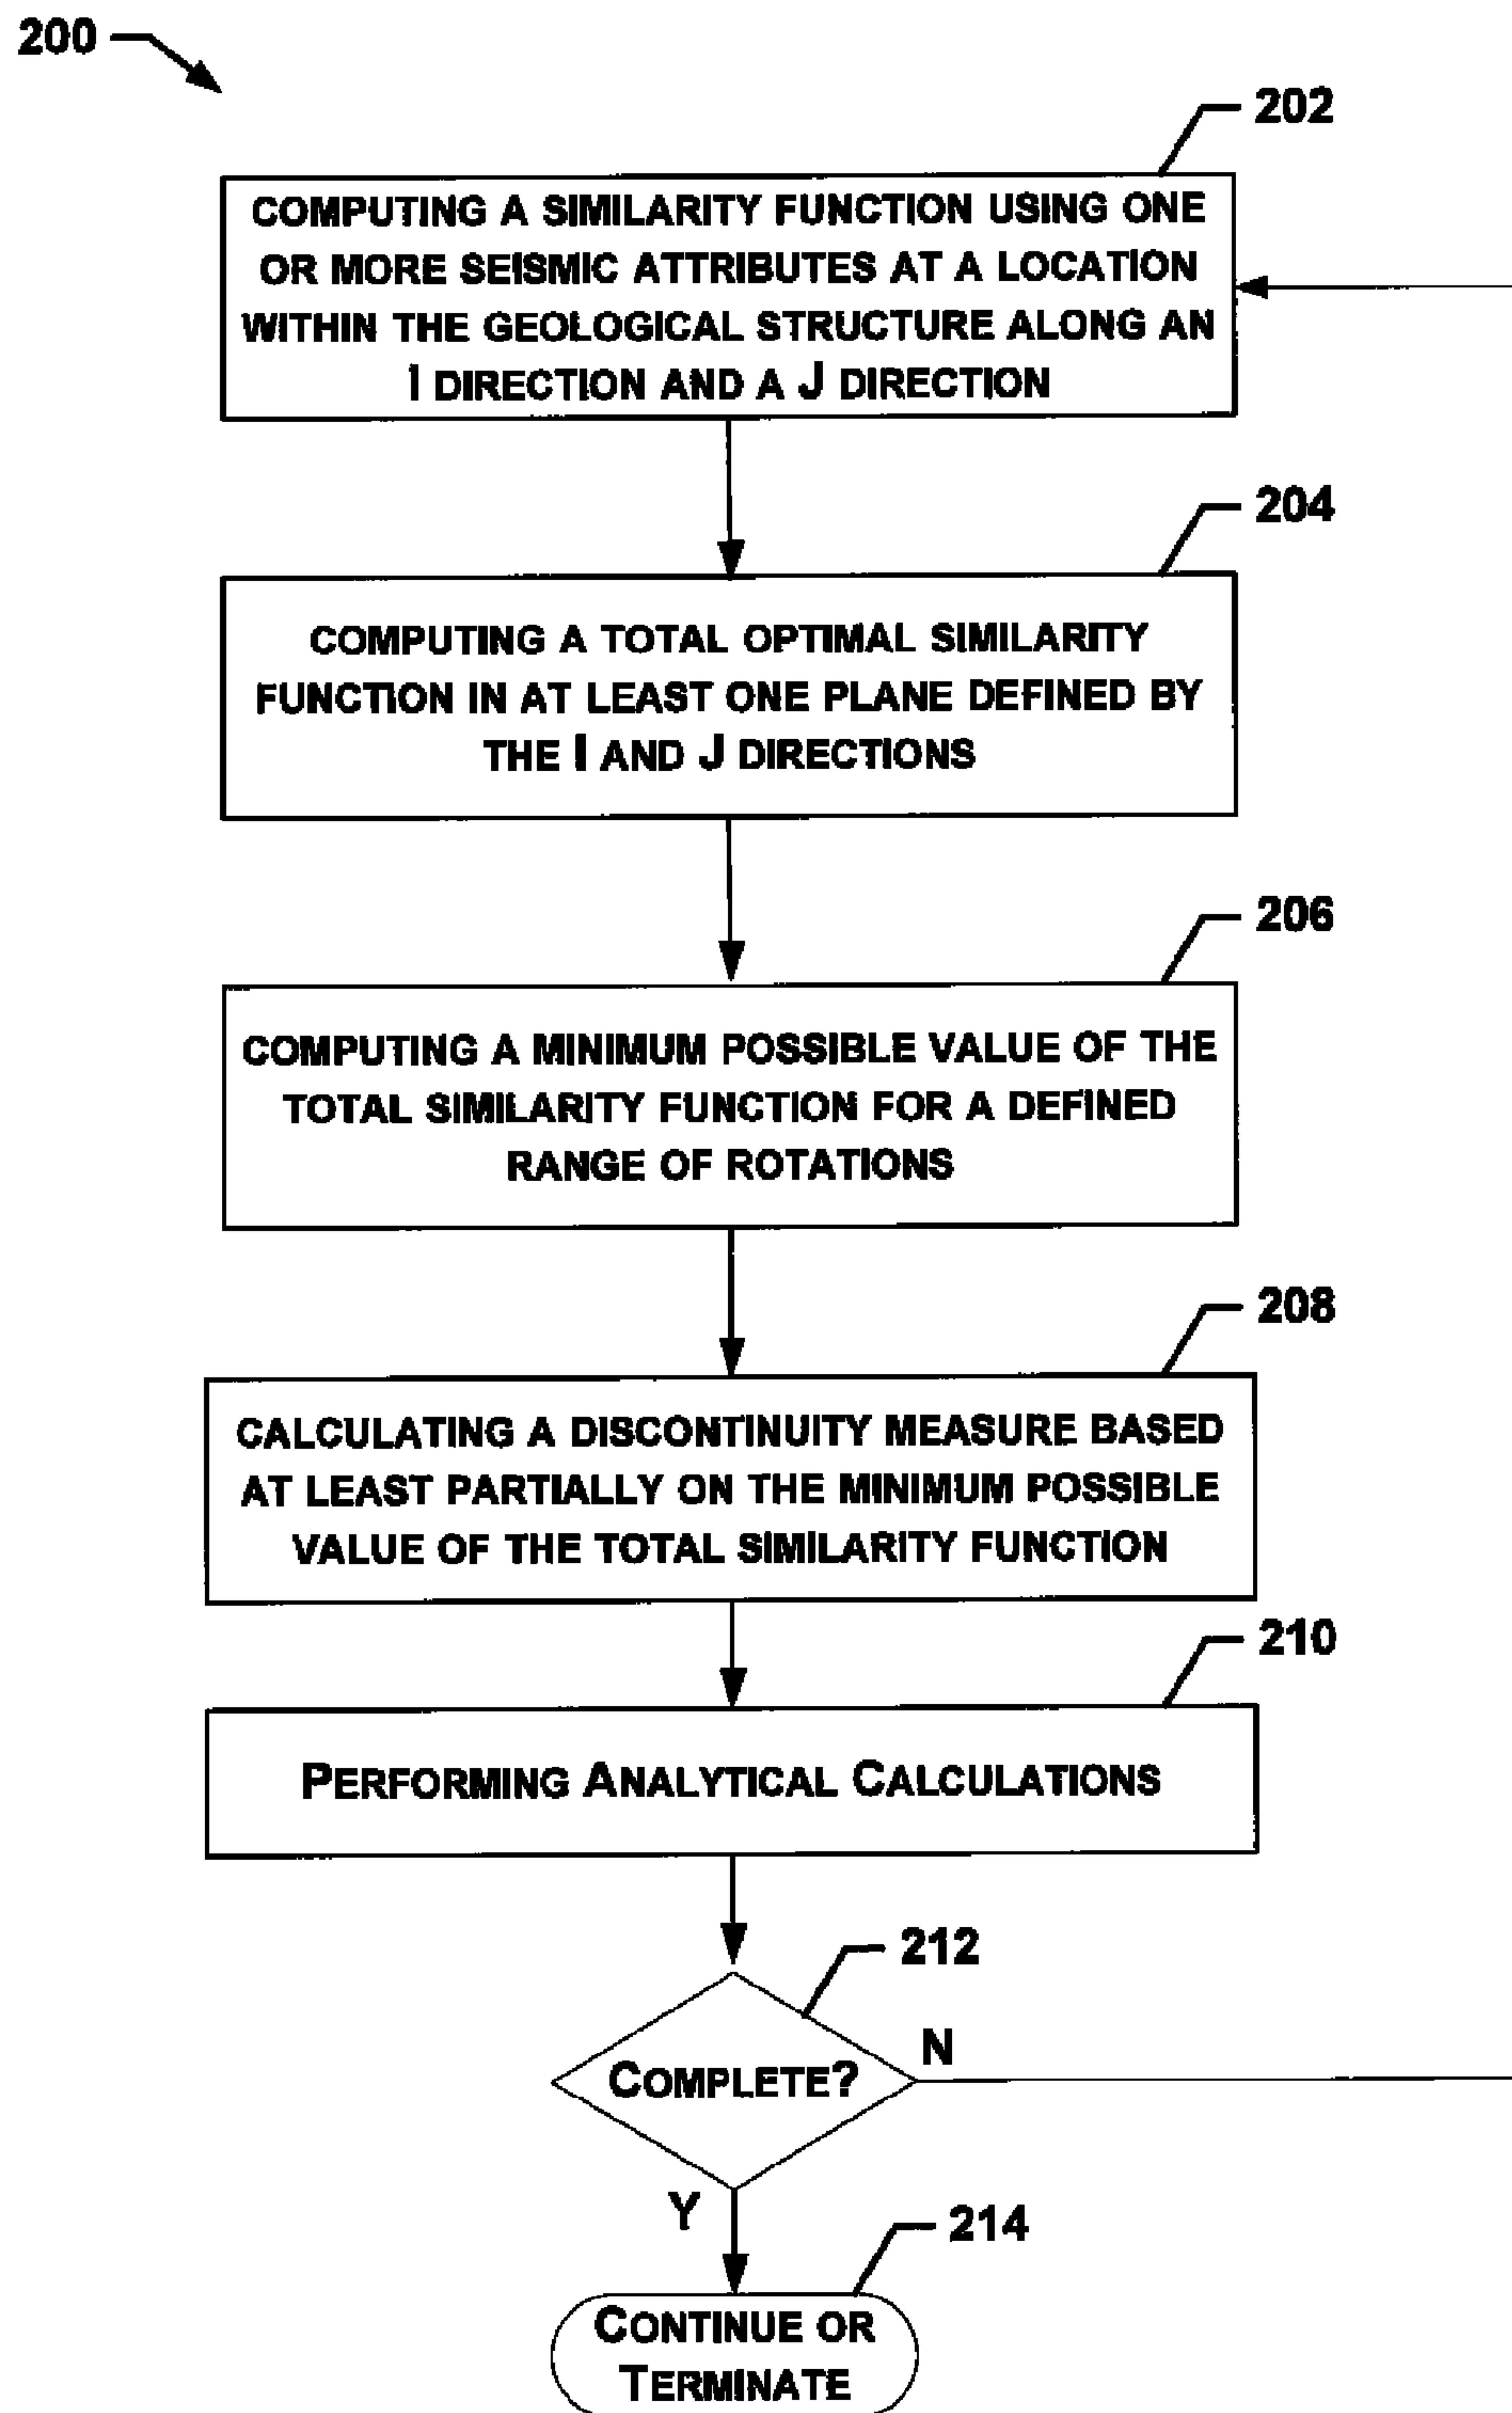 200
202
COMPUTING A SIMILARITY FUNCTION USING ONE
OR MORE SEISMIC ATTRIBUTES AT A LOCATION
WITHIN THE GEOLOGICAL STRUCTURE ALONG AN
I DIRECTION AND A J DIRECTION
204
COMPUTING A TOTAL OPTIMAL SIMILARITY
FUNCTION IN AT LEAST ONE PLANE DEFINED BY
THE I AND J DIRECTIONS
206
COMPUTING A MINIMUM POSSIBLE VALUE OF THE
TOTAL SIMILARITY FUNCTION FOR A DEFINED
RANGE OF ROTATIONS
208
CALCULATING A DISCONTINUITY MEASURE BASED
AT LEAST PARTIALLY ON THE MINIMUM POSSIBLE
VALUE OF THE TOTAL SIMILARITY FUNCTION
210
PERFORMING ANALYTICAL CALCULATIONS
212
COMPLETE?
N
Y
214
CONTINUE OR
TERMINATE